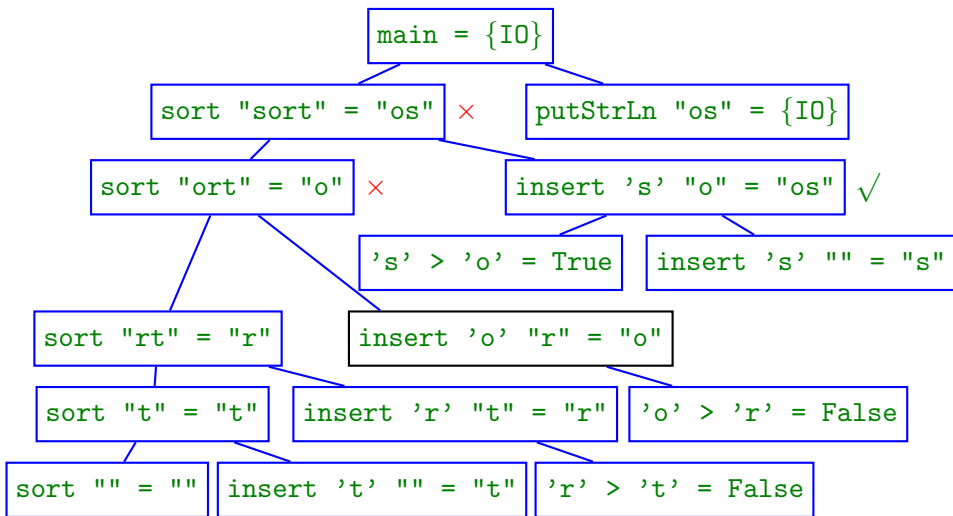 main = {IO}
sort "sort" = "os" ×
putStrLn "os" = {IO}
sort "ort" = "o" ×
insert 's' "o" = "os" √
's' > 'o' = True
insert 's' "" = "s"
sort "rt" = "r"
insert 'o' "r" = "o"
sort "t" = "t"
insert 'r' "t" = "r"
'o' > 'r' = False
sort "" = ""
insert 't' "" = "t"
'r' > 't' = False